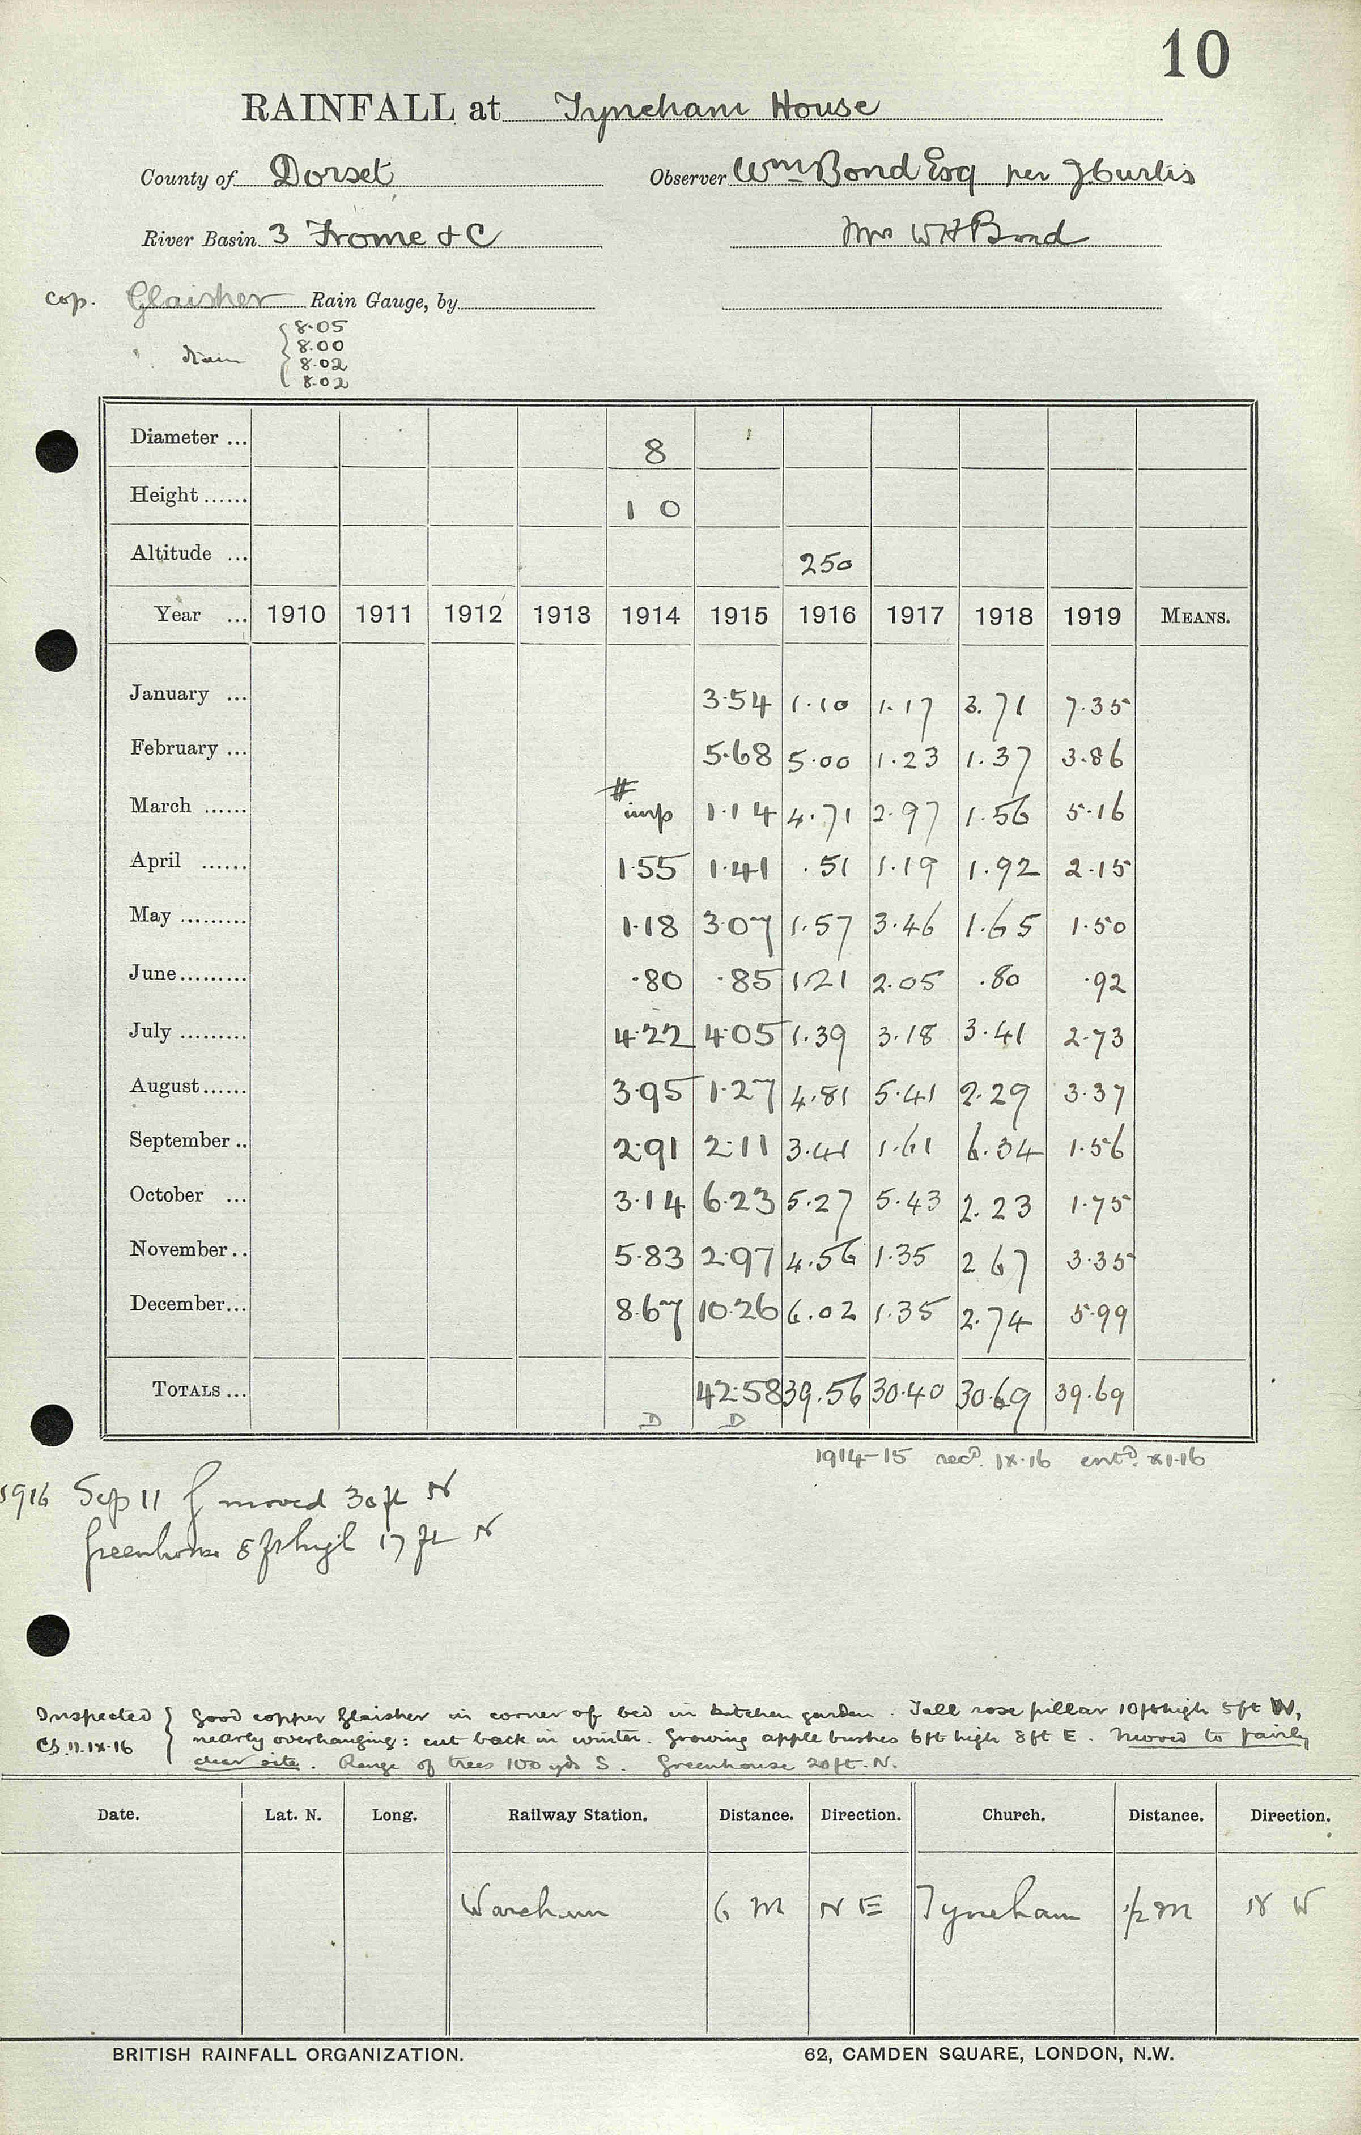 10
RAINFALL at Tyneham House
County of Dorset Observer Wm Bond Esq per J Curtis
River Basin 3 Frome &C Mrs WH Bond
Cop. Glaisher Rain Gauge, by
" diam { 8.05
8.00
8.02
8.02
Diameter ... 8
Height ...... 1 0
Altitude ... 250
Year ... 1910 1911 1912 1913 1914 1915 1916 1917 1918 1919 MEANS.
January ... 3.54 1.10 1.17 3.71 7.35
February ... 5.68 5.00 1.23 1.37 3.86
March ...... # imp 1.14 4.71 2.97 1.56 5.16
April ...... 1.55 1.41 .51 1.19 1.92 2.15
May ......... 1.18 3.07 1.57 3.46 1.65 1.50
June ......... .80 .85 1.21 2.05 .80 .92
July ......... 4.22 4.05 1.39 3.18 3.41 2.73
August ...... 3.95 1.27 4.81 5.41 2.29 3.37
September .. 2.91 2.11 3.41 1.61 6.34 1.56
October ... 3.14 6.23 5.27 5.43 2.23 1.75
November .. 5.83 2.97 4.56 1.35 2 67 3.35
December ... 8.67 10.26 6.02 1.35 2.74 5.99
TOTALS ... 42.58 39.56 30.40 30.69 39.69
D D
1914-15 recd. IX.16 entd. XI.16
1916 Sep 11 G moved 30 ft N
Greenhouse 8 ft high 17 ft N
Inspected } Good copper Glaisher in corner of bed in kitchen garden. Tall rose pillar 10ft high 5ft W,
CS.11.IX.16 nearly overhanging: cut back in winter. Growing apple bushes 6ft high 8ft E. Moved to fairly
clear site. Range of trees 100 yds S. Greenhouse 20ft. N.
Date. Lat. N. Long. Railway Station. Distance. Direction. Church. Distance. Direction.
Wareham 6 M N E Tyneham 1/2 M W
BRITISH RAINFALL ORGANIZATION. 62, CAMDEN SQUARE, LONDON, N.W.